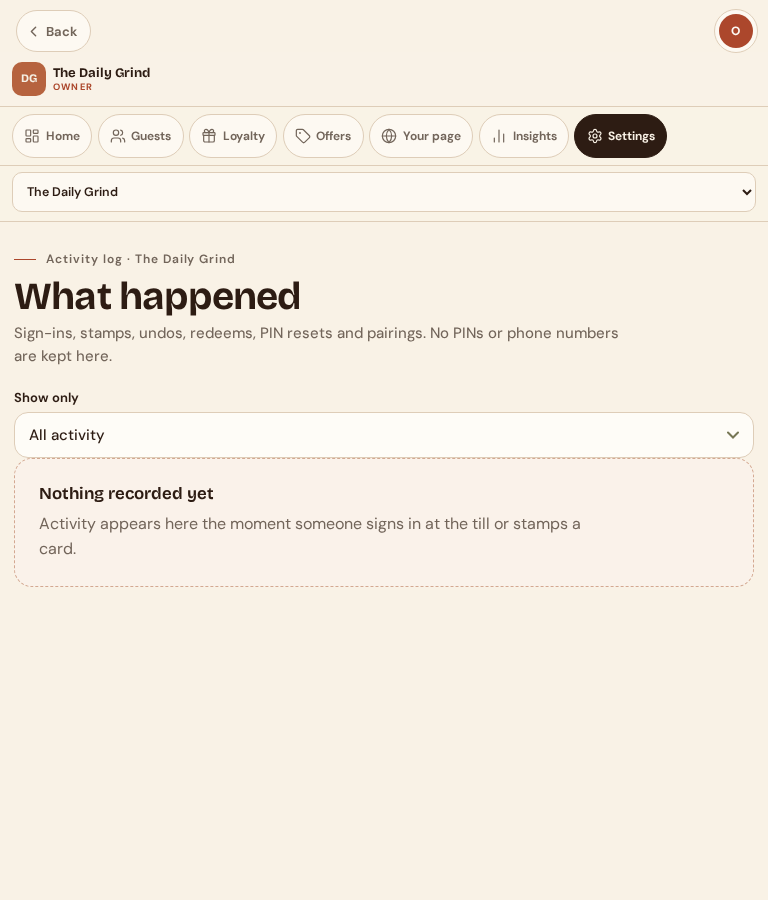 Back
O
DG
The Daily Grind
OWNER
Home
Guests
Loyalty
Offers
Your page
Insights
Settings
The Daily Grind
Activity log · The Daily Grind
What happened
Sign-ins, stamps, undos, redeems, PIN resets and pairings. No PINs or phone numbers
are kept here.
Show only
All activity
Nothing recorded yet
Activity appears here the moment someone signs in at the till or stamps a
card.